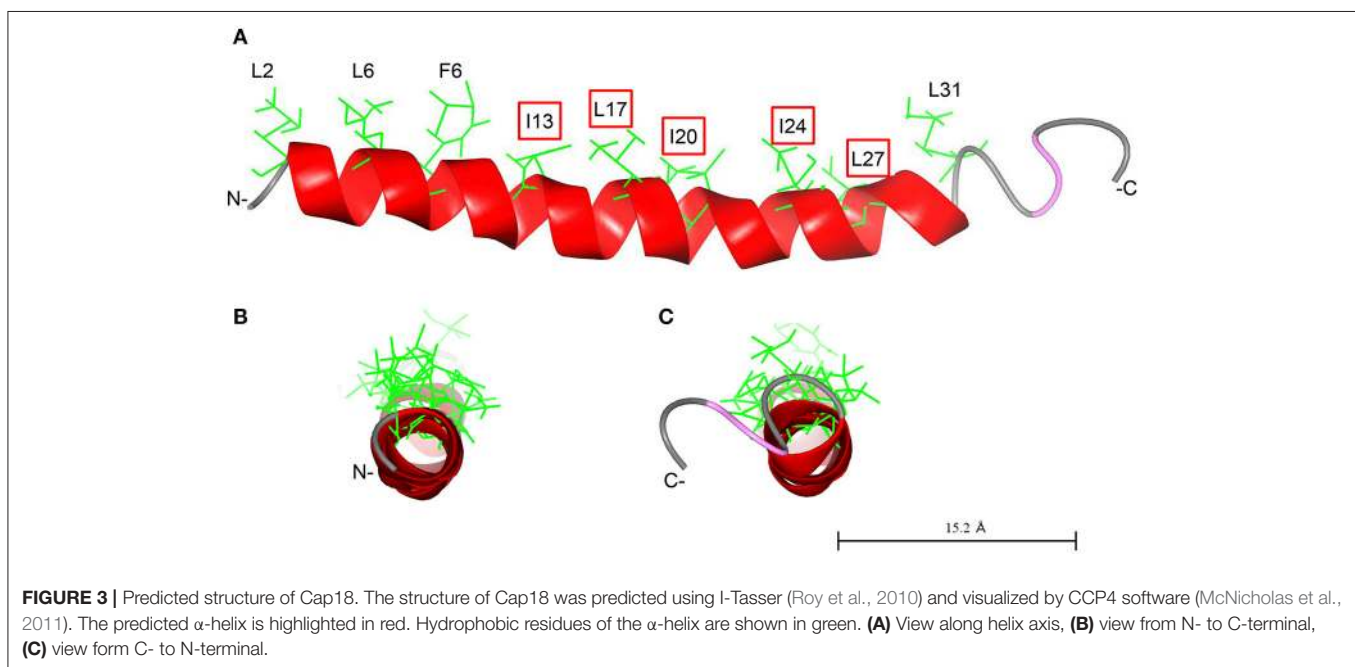 A
L2
L6
F6
I13
L17
I20
I24
L27
L31
N-
-C
B
C
N-
C-
15.2 Å
FIGURE 3 | Predicted structure of Cap18. The structure of Cap18 was predicted using I-Tasser (Roy et al., 2010) and visualized by CCP4 software (McNicholas et al.,
2011). The predicted α-helix is highlighted in red. Hydrophobic residues of the α-helix are shown in green. (A) View along helix axis, (B) view from N- to C-terminal,
(C) view form C- to N-terminal.